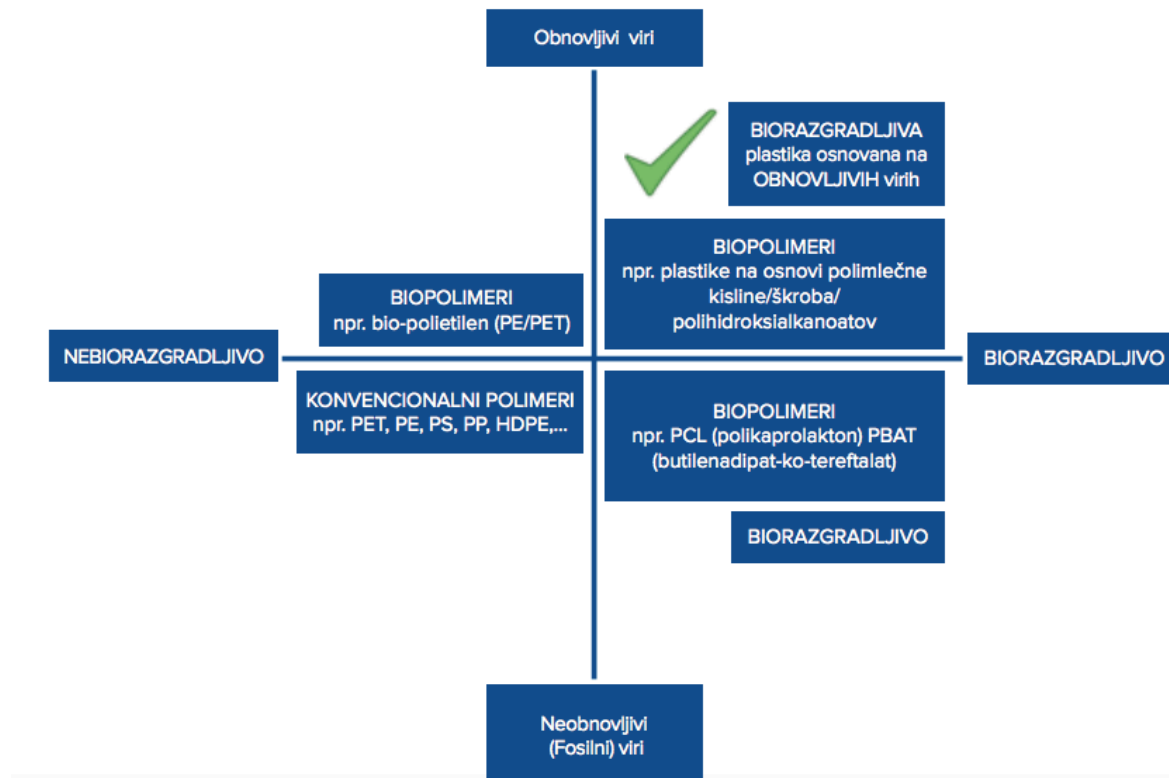 Obnovljivi viri
BIORAZGRADLJIVA
plastika osnovana na
OBNOVLJIVIH virih
BIOPOLIMERI
npr. plastike na osnovi polimlečne
kisline/škroba/
polihidroksialkanoatov
BIOPOLIMERI
npr. bio-polietilen (PE/PET)
NEBIORAZGRADLJIVO
BIORAZGRADLJIVO
KONVENCIONALNI POLIMERI
npr. PET, PE, PS, PP, HDPE,...
BIOPOLIMERI
npr. PCL (polikaprolakton) PBAT
(butilenadipat-ko-tereftalat)
BIORAZGRADLJIVO
Neobnovljivi
(Fosilni) viri